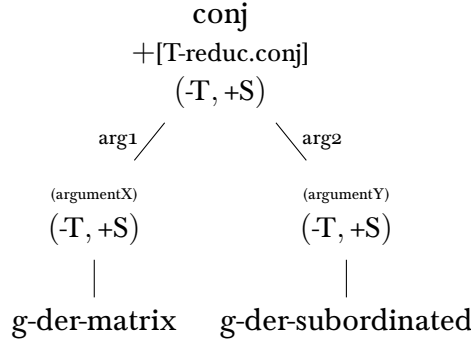 conj
+[T-reduc.conj]
(-T, +S)
arg1 arg2
(argumentX) (argumentY)
(-T, +S) (-T, +S)
g-der-matrix g-der-subordinated